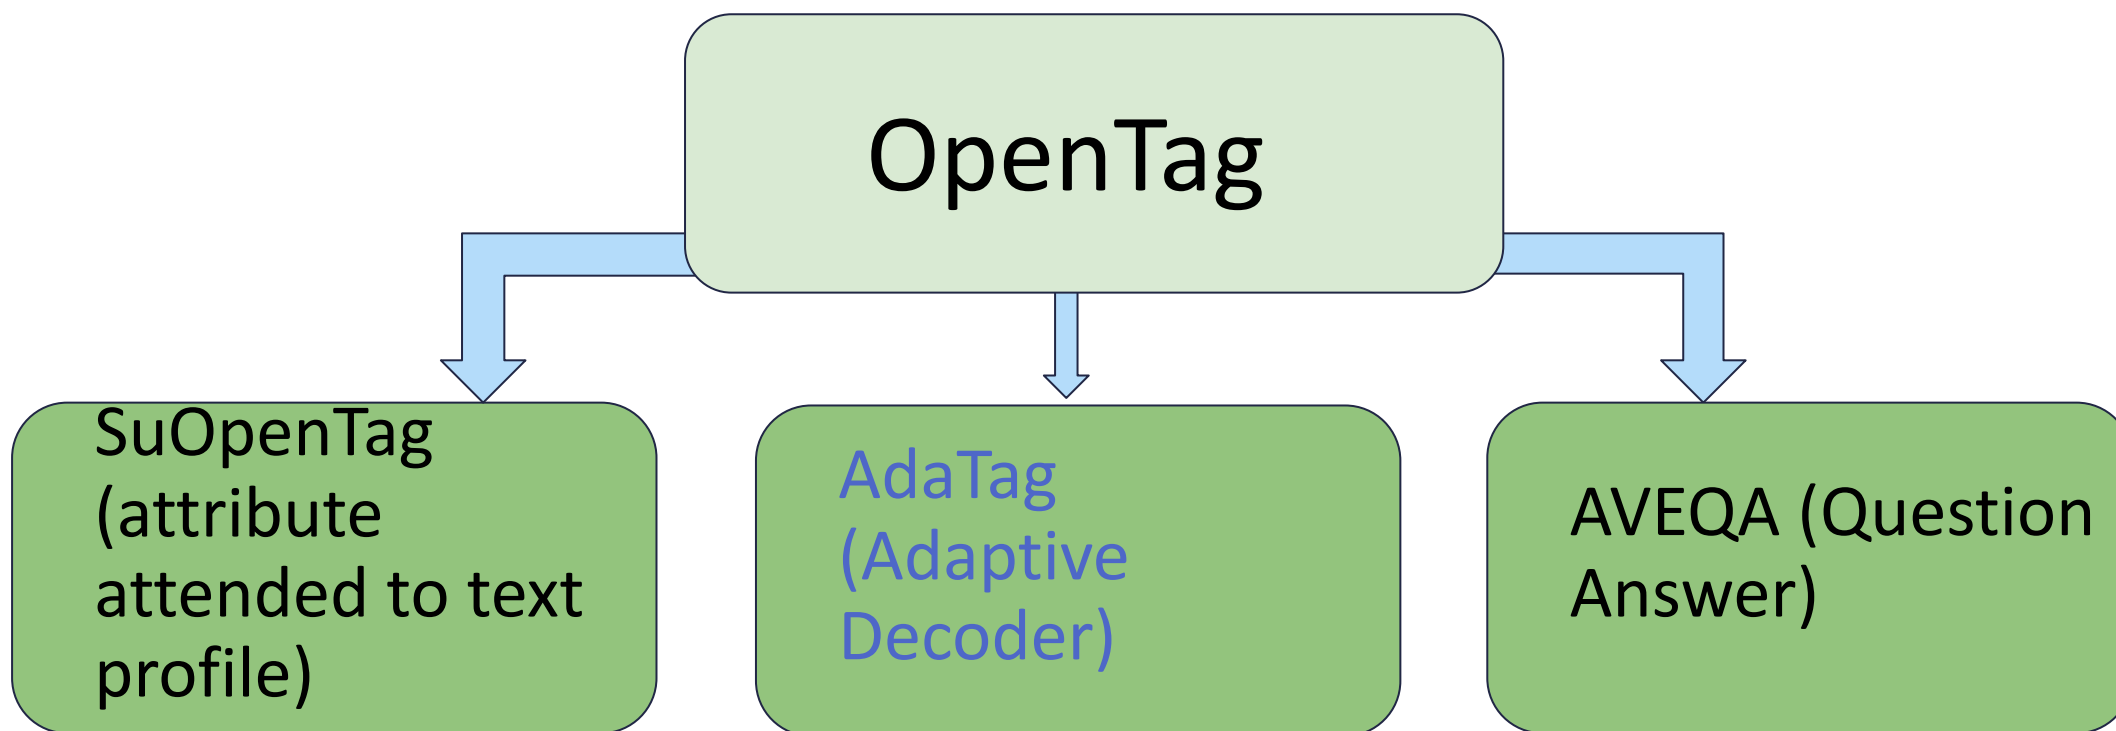 OpenTag
SuOpenTag
(attribute
attended to text
profile)
AdaTag
(Adaptive
Decoder)
AVEQA (Question
Answer)